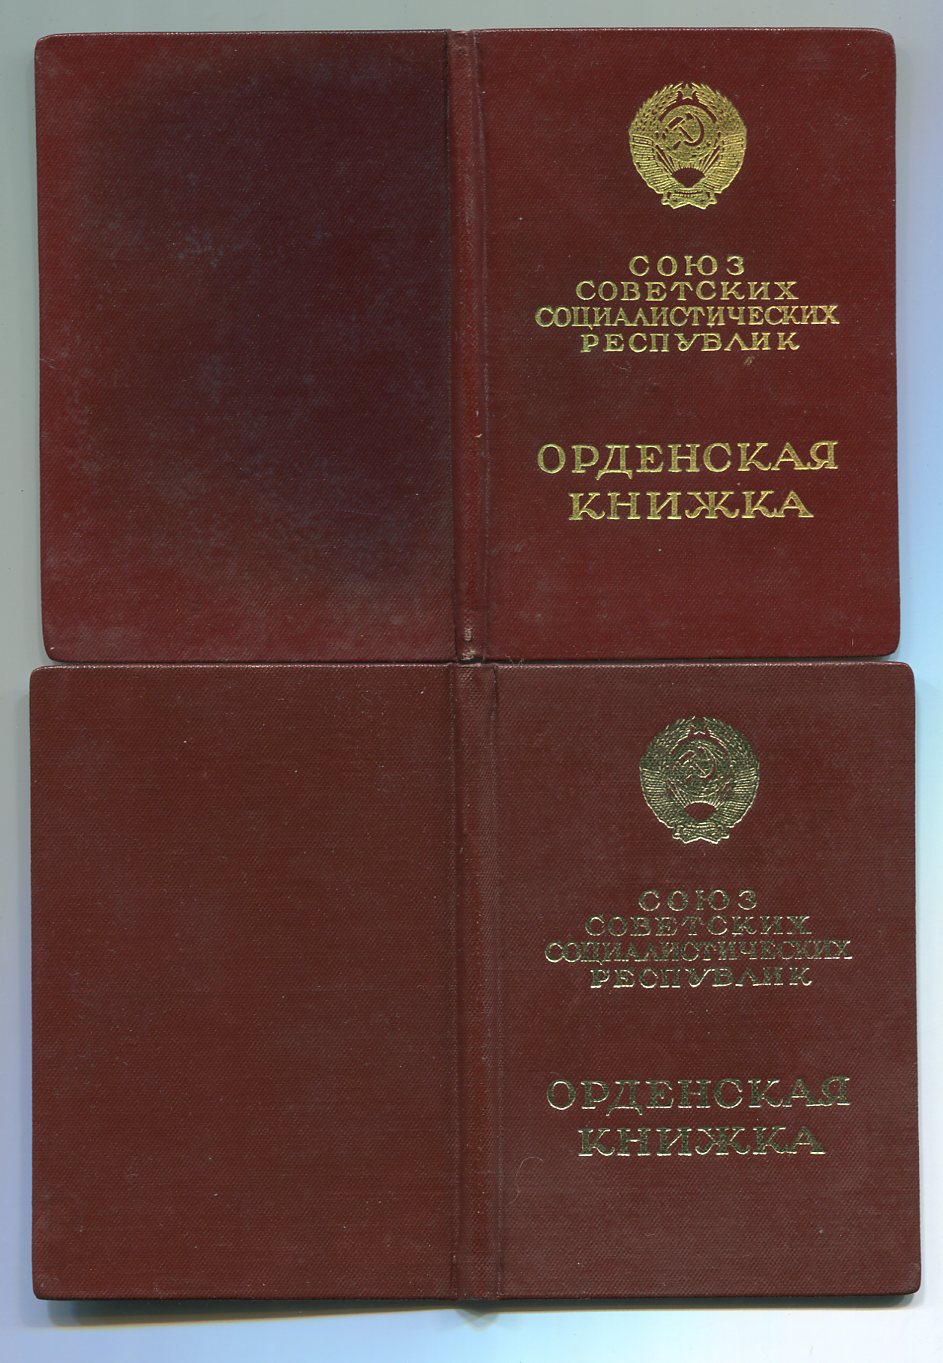 СОЮЗ
СОВЕТСКИХ
СОЦИАЛИСТИЧЕСКИХ
РЕСПУБЛИК
ОРДЕНСКАЯ
КНИЖКА
СОЮЗ
СОВЕТСКИХ
СОЦИАЛИСТИЧЕСКИХ
РЕСПУБЛИК
ОРДЕНСКАЯ
КНИЖКА